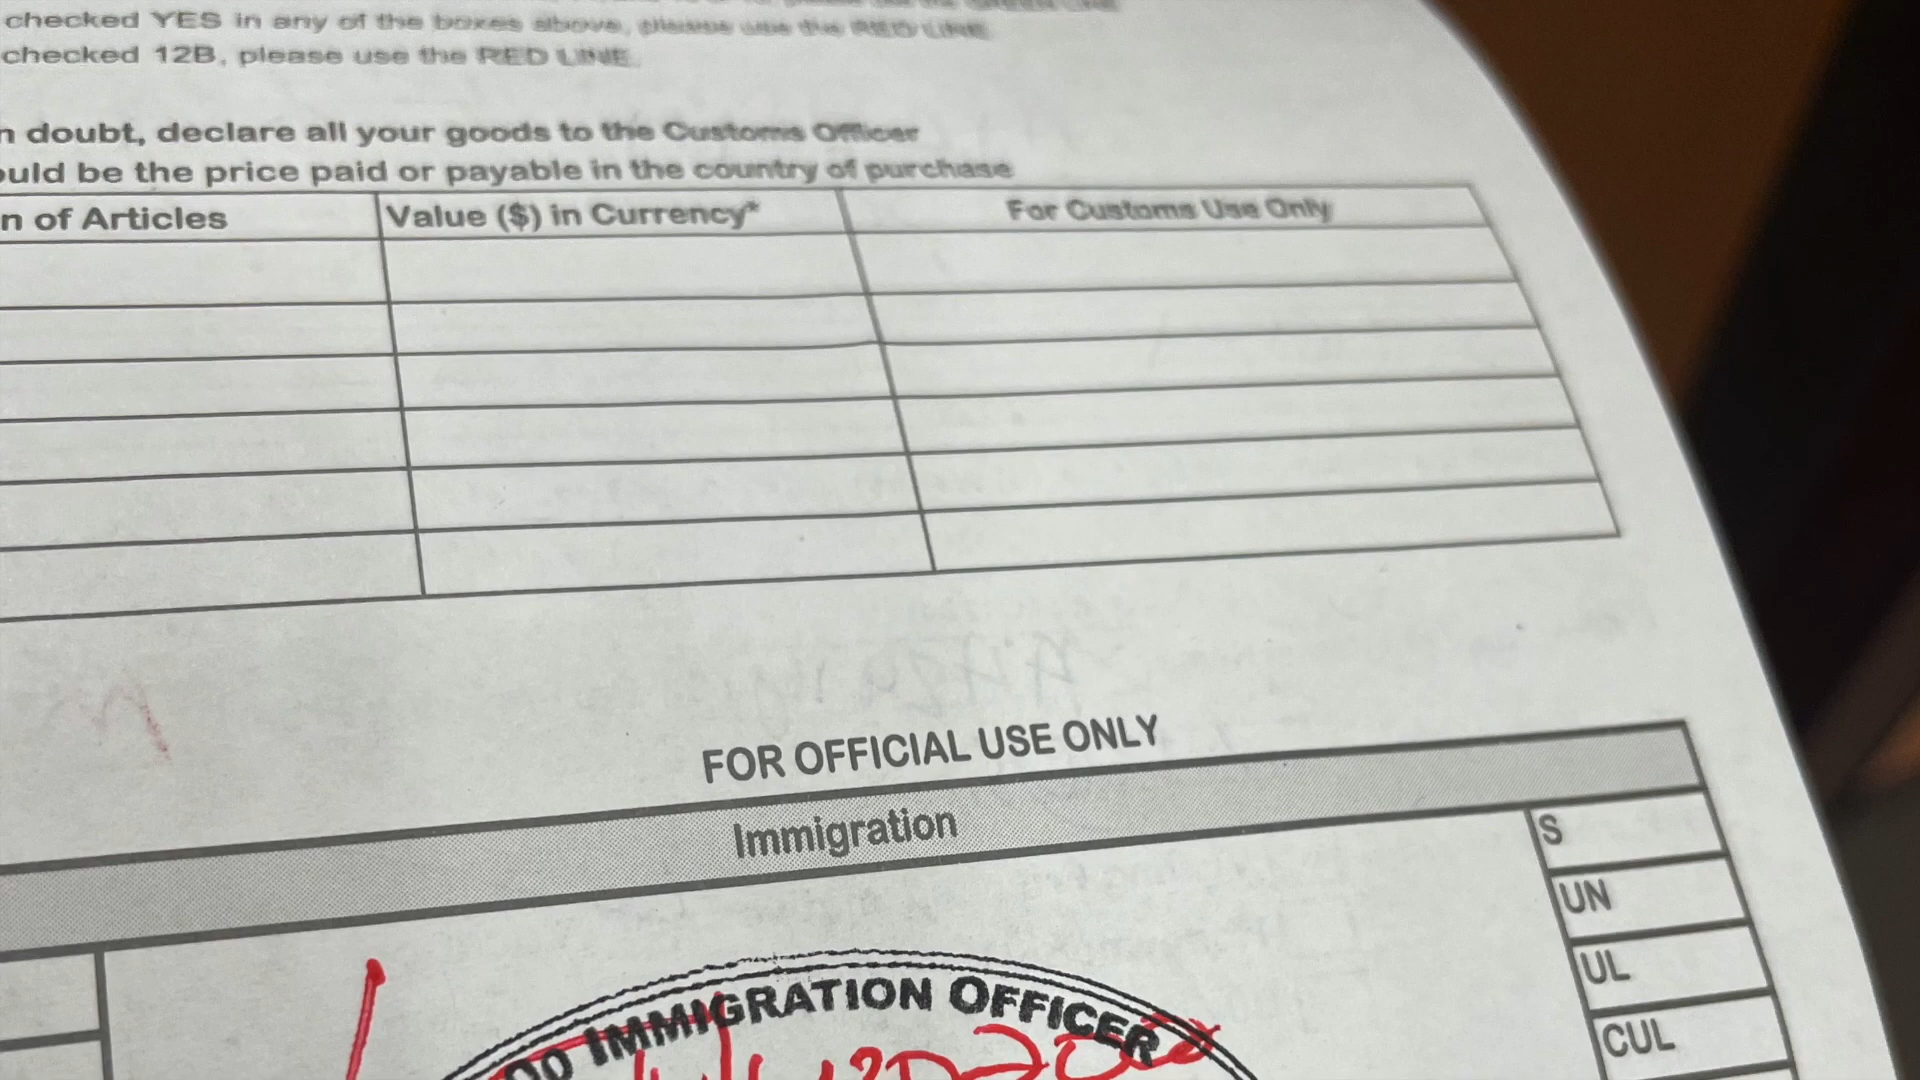 checked YES in any of the boxes above, please use the RED LINE
checked 12B, please use the RED LINE
n doubt, declare all your goods to the Customs Officer
ould be the price paid or payable in the country of purchase
n of Articles Value ($) in Currency* For Customs Use Only
FOR OFFICIAL USE ONLY
Immigration
S
UN
UL
CUL
IMMIGRATION OFFICER